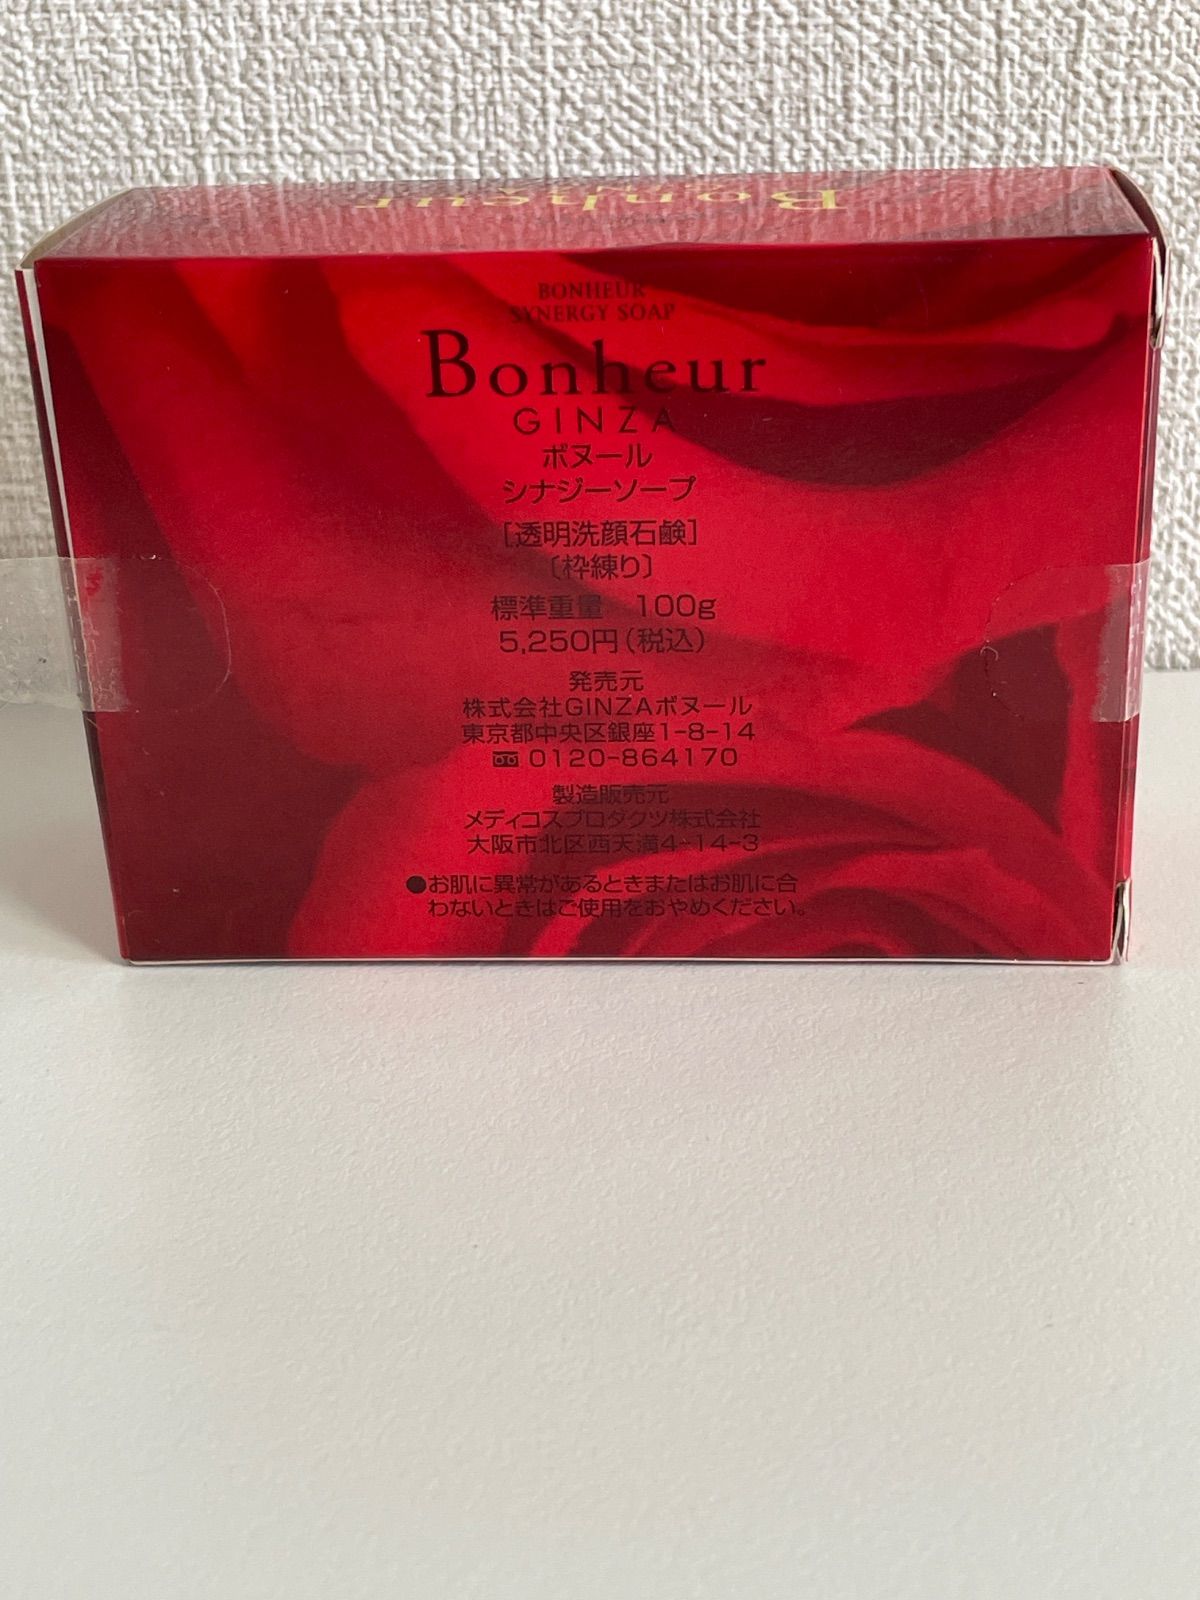 Bonheur
BONHEUR
SYNERGY SOAP
Bonheur
GINZA
ボヌール
シナジーソープ
[透明洗顔石鹸]
〔枠練り〕
標準重量　100g
5,250円(税込)
発売元
株式会社GINZAボヌール
東京都中央区銀座1-8-14
0120-864170
製造販売元
メディコスプロダクツ株式会社
大阪市北区西天満4-14-3
●お肌に異常があるときまたはお肌に合
わないときはご使用をおやめください。